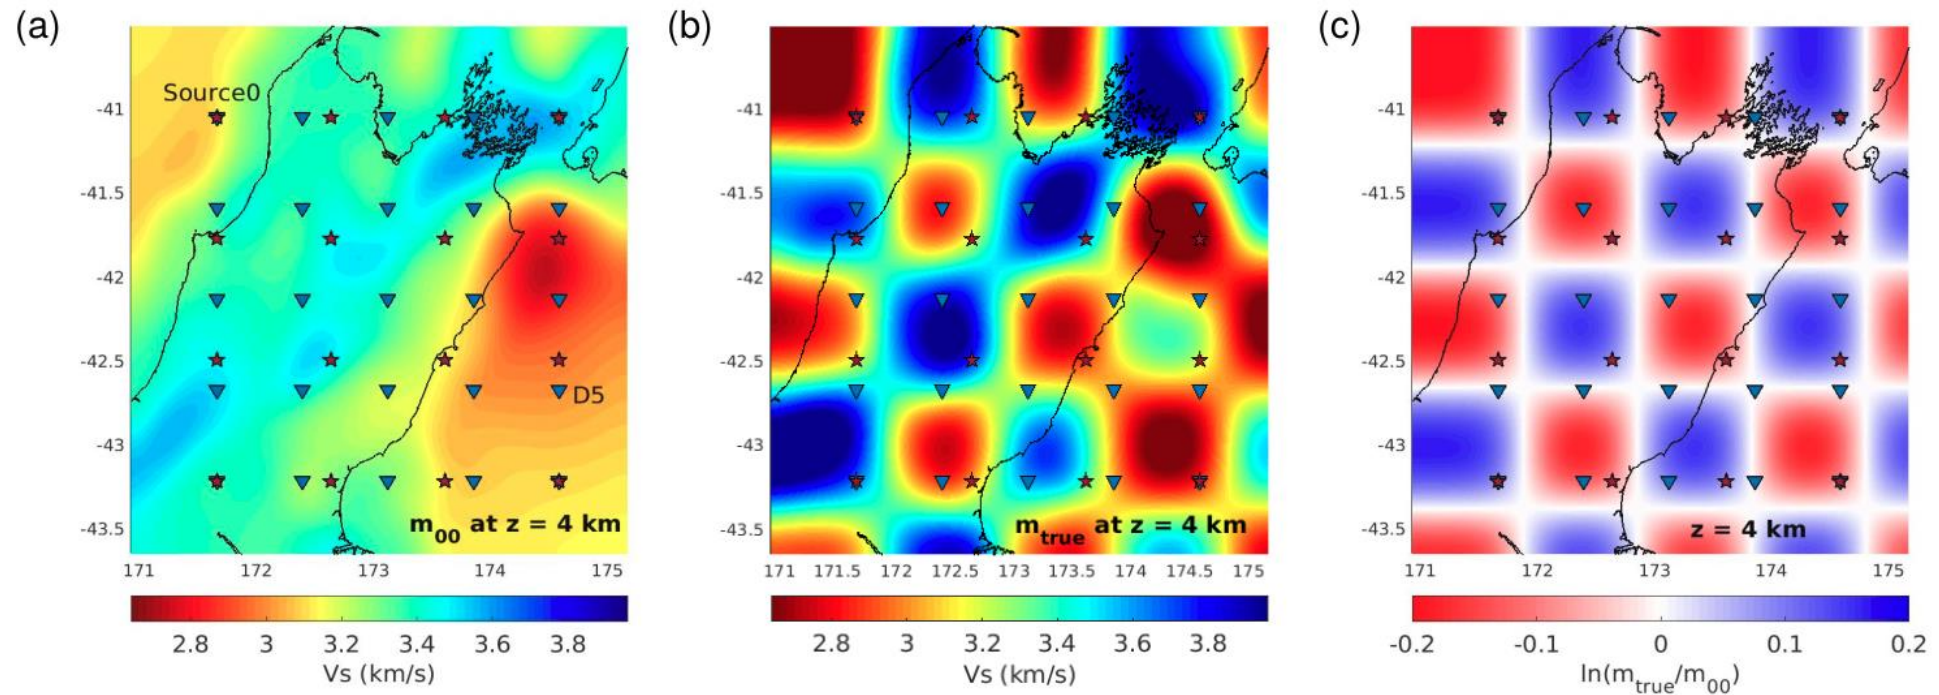 (a)
Source0
D5
m00 at z = 4 km
-41
-41.5
-42
-42.5
-43
-43.5
171 172 173 174 175
2.8 3 3.2 3.4 3.6 3.8
Vs (km/s)
(b)
mtrue at z = 4 km
-41
-41.5
-42
-42.5
-43
-43.5
171 171.5 172 172.5 173 173.5 174 174.5 175
2.8 3 3.2 3.4 3.6 3.8
Vs (km/s)
(c)
z = 4 km
-41
-41.5
-42
-42.5
-43
-43.5
171 172 173 174 175
-0.2 -0.1 0 0.1 0.2
ln(mtrue/m00)